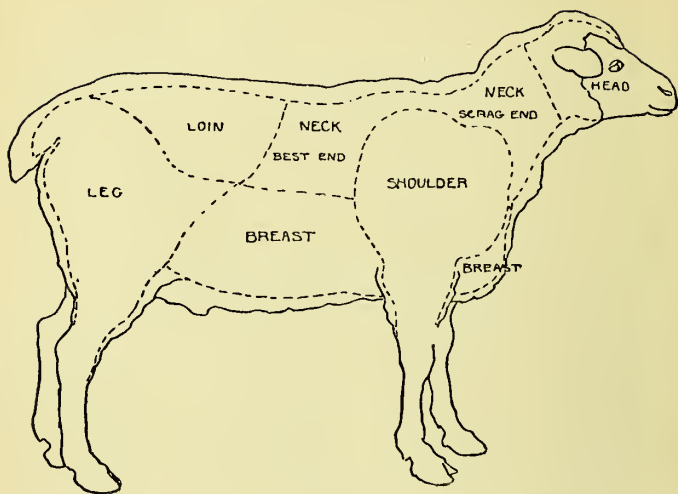 HEAD
NECK
SCRAG END
NECK
BEST END
LOIN
SHOULDER
LEG
BREAST
BREAST